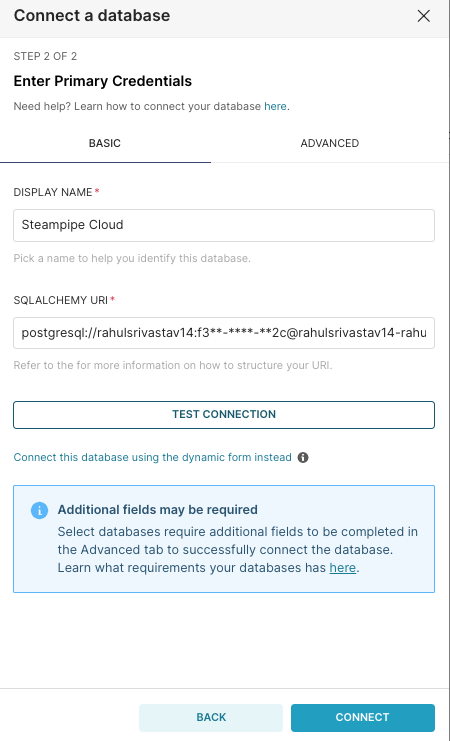 Connect a database
STEP 2 OF 2
Enter Primary Credentials
Need help? Learn how to connect your database here.
BASIC
ADVANCED
DISPLAY NAME*
Steampipe Cloud
Pick a name to help you identify this database.
SQLALCHEMY URI*
postgresql://rahulsrivastav14:f3**-****-**2c@rahulsrivastav14-rahu
Refer to the for more information on how to structure your URI.
TEST CONNECTION
Connect this database using the dynamic form instead
Additional fields may be required
Select databases require additional fields to be completed in
the Advanced tab to successfully connect the database.
Learn what requirements your databases has here.
BACK
CONNECT